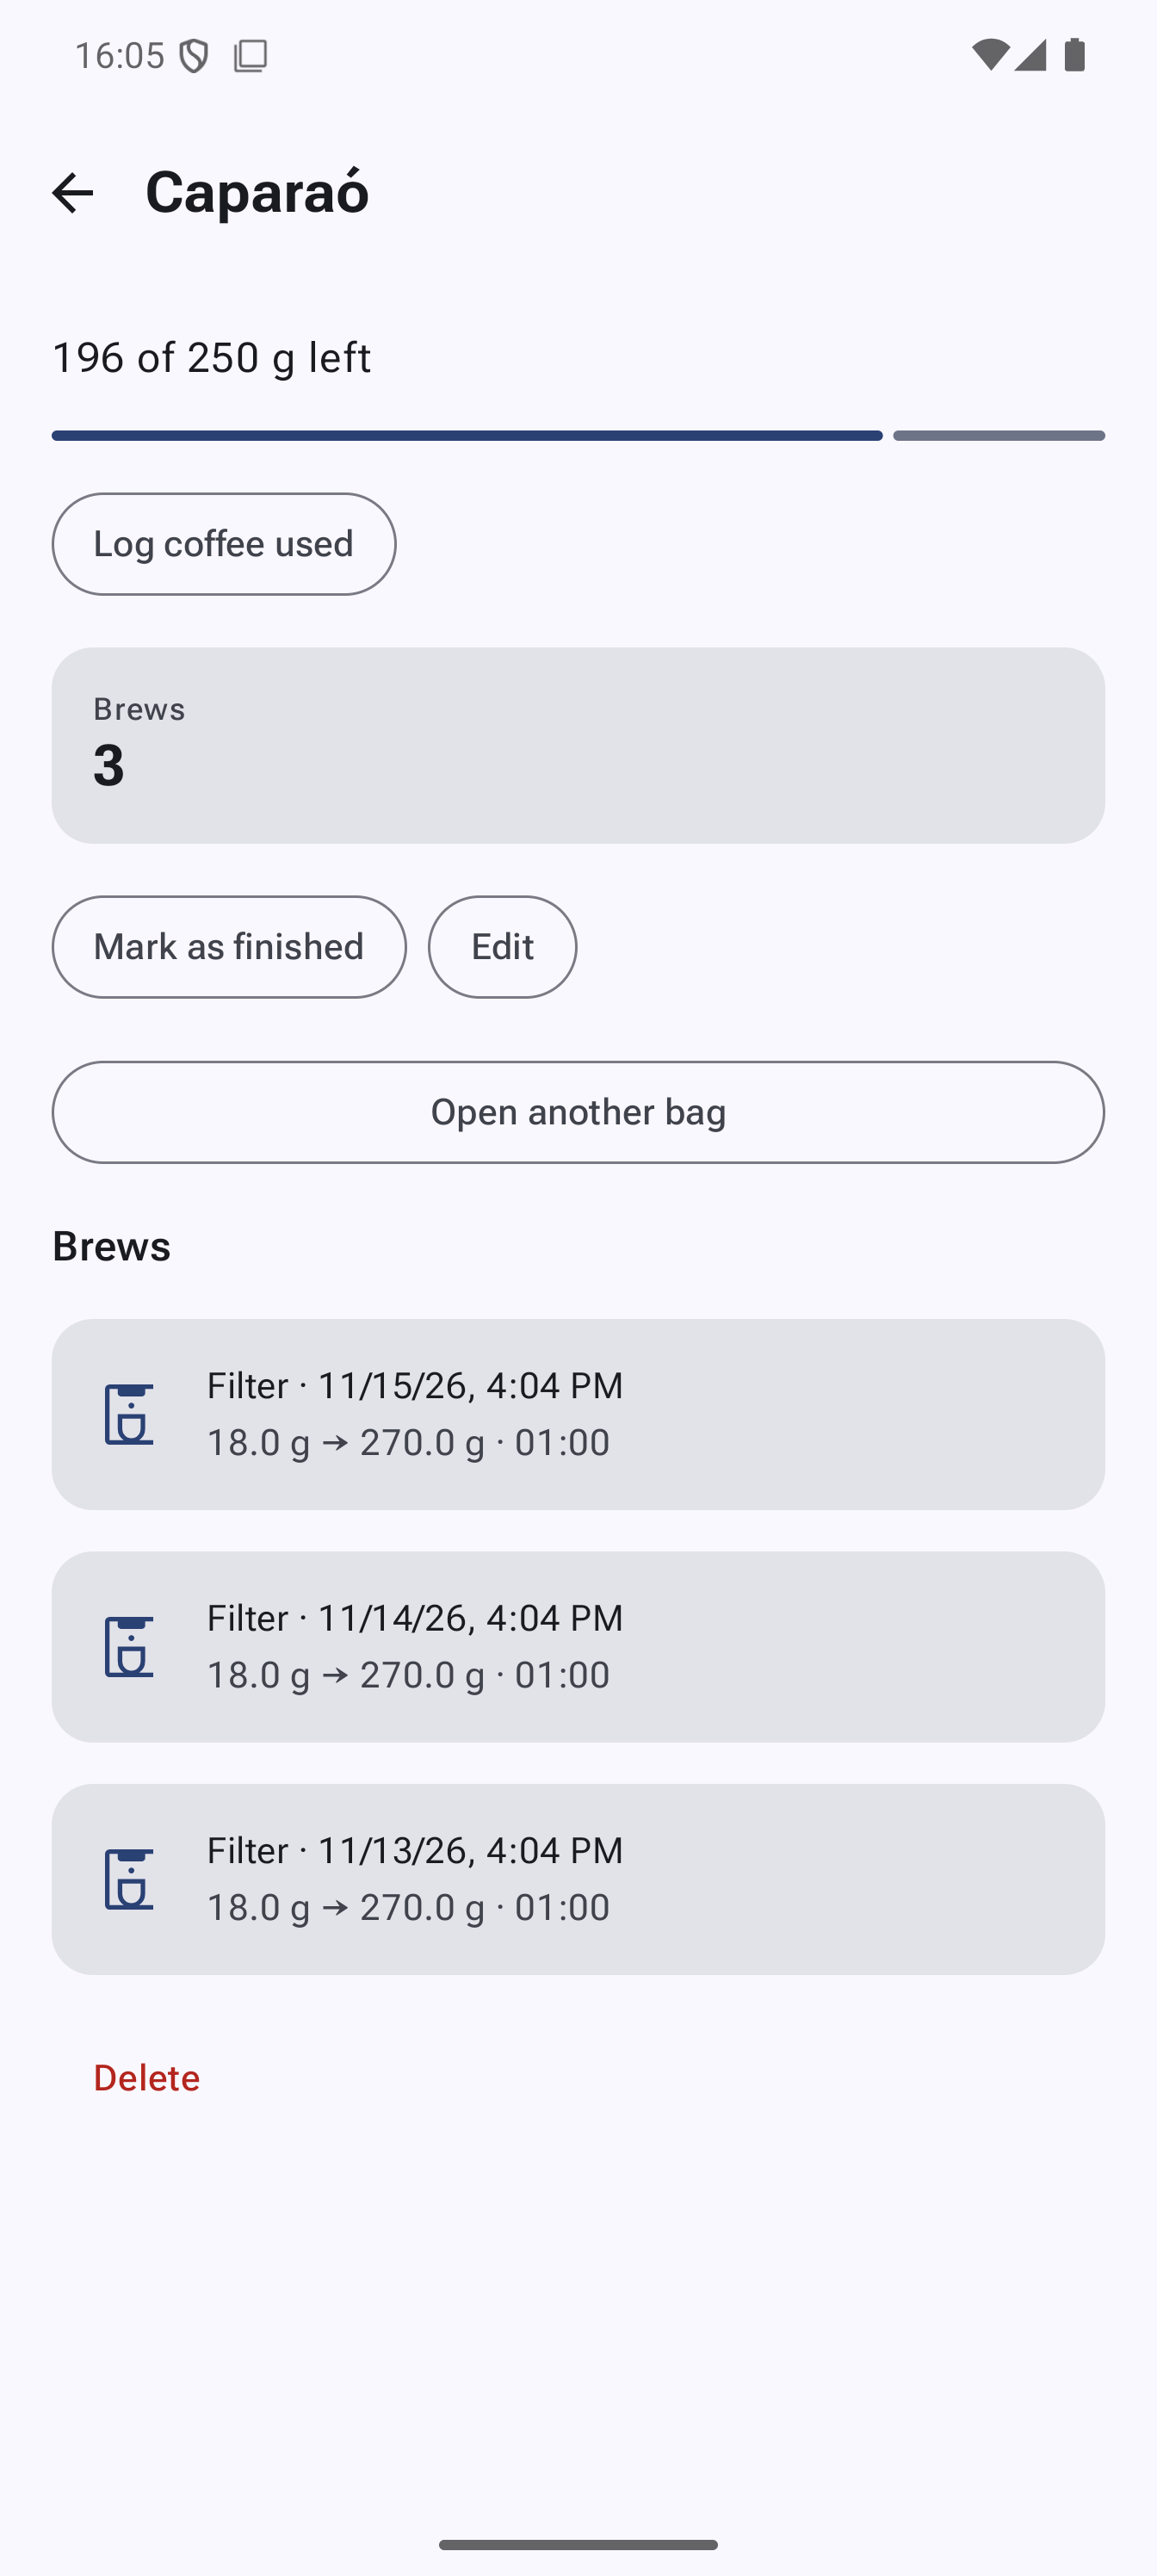 16:05
Caparaó
196 of 250 g left
Log coffee used
Brews
3
Mark as finished
Edit
Open another bag
Brews
Filter · 11/15/26, 4:04 PM
18.0 g → 270.0 g · 01:00
Filter · 11/14/26, 4:04 PM
18.0 g → 270.0 g · 01:00
Filter · 11/13/26, 4:04 PM
18.0 g → 270.0 g · 01:00
Delete